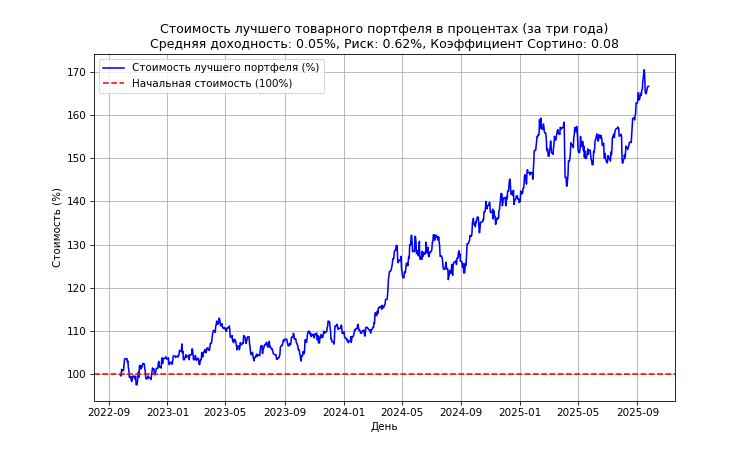 Стоимость лучшего товарного портфеля в процентах (за три года)
Средняя доходность: 0.05%, Риск: 0.62%, Коэффициент Сортино: 0.08
Стоимость лучшего портфеля (%)
Начальная стоимость (100%)
Стоимость (%)
170
160
150
140
130
120
110
100
2022-09 2023-01 2023-05 2023-09 2024-01 2024-05 2024-09 2025-01 2025-05 2025-09
День